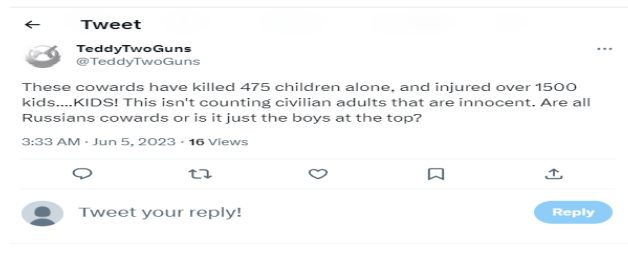 ← Tweet
TeddyTwoGuns
@TeddyTwoGuns
These cowards have killed 475 children alone, and injured over 1500
kids....KIDS! This isn't counting civilian adults that are innocent. Are all
Russians cowards or is it just the boys at the top?
3:33 AM · Jun 5, 2023 · 16 Views
Tweet your reply!
Reply